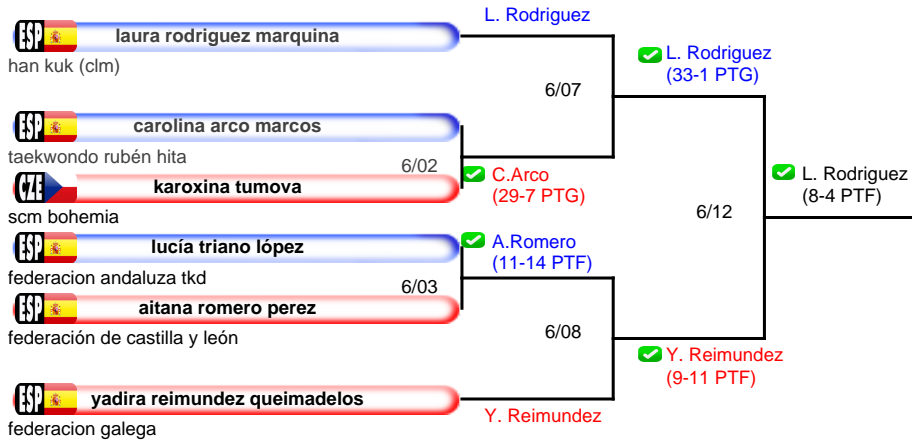 L. Rodriguez
ESP laura rodriguez marquina
han kuk (clm)
L. Rodriguez
(33-1 PTG)
6/07
ESP carolina arco marcos
taekwondo rubén hita
6/02
CZE karoxina tumova
scm bohemia
C.Arco
(29-7 PTG)
L. Rodriguez
(8-4 PTF)
6/12
ESP lucía triano lópez
federacion andaluza tkd
A.Romero
(11-14 PTF)
6/03
ESP aitana romero perez
federación de castilla y león
6/08
Y. Reimundez
(9-11 PTF)
ESP yadira reimundez queimadelos
federacion galega
Y. Reimundez